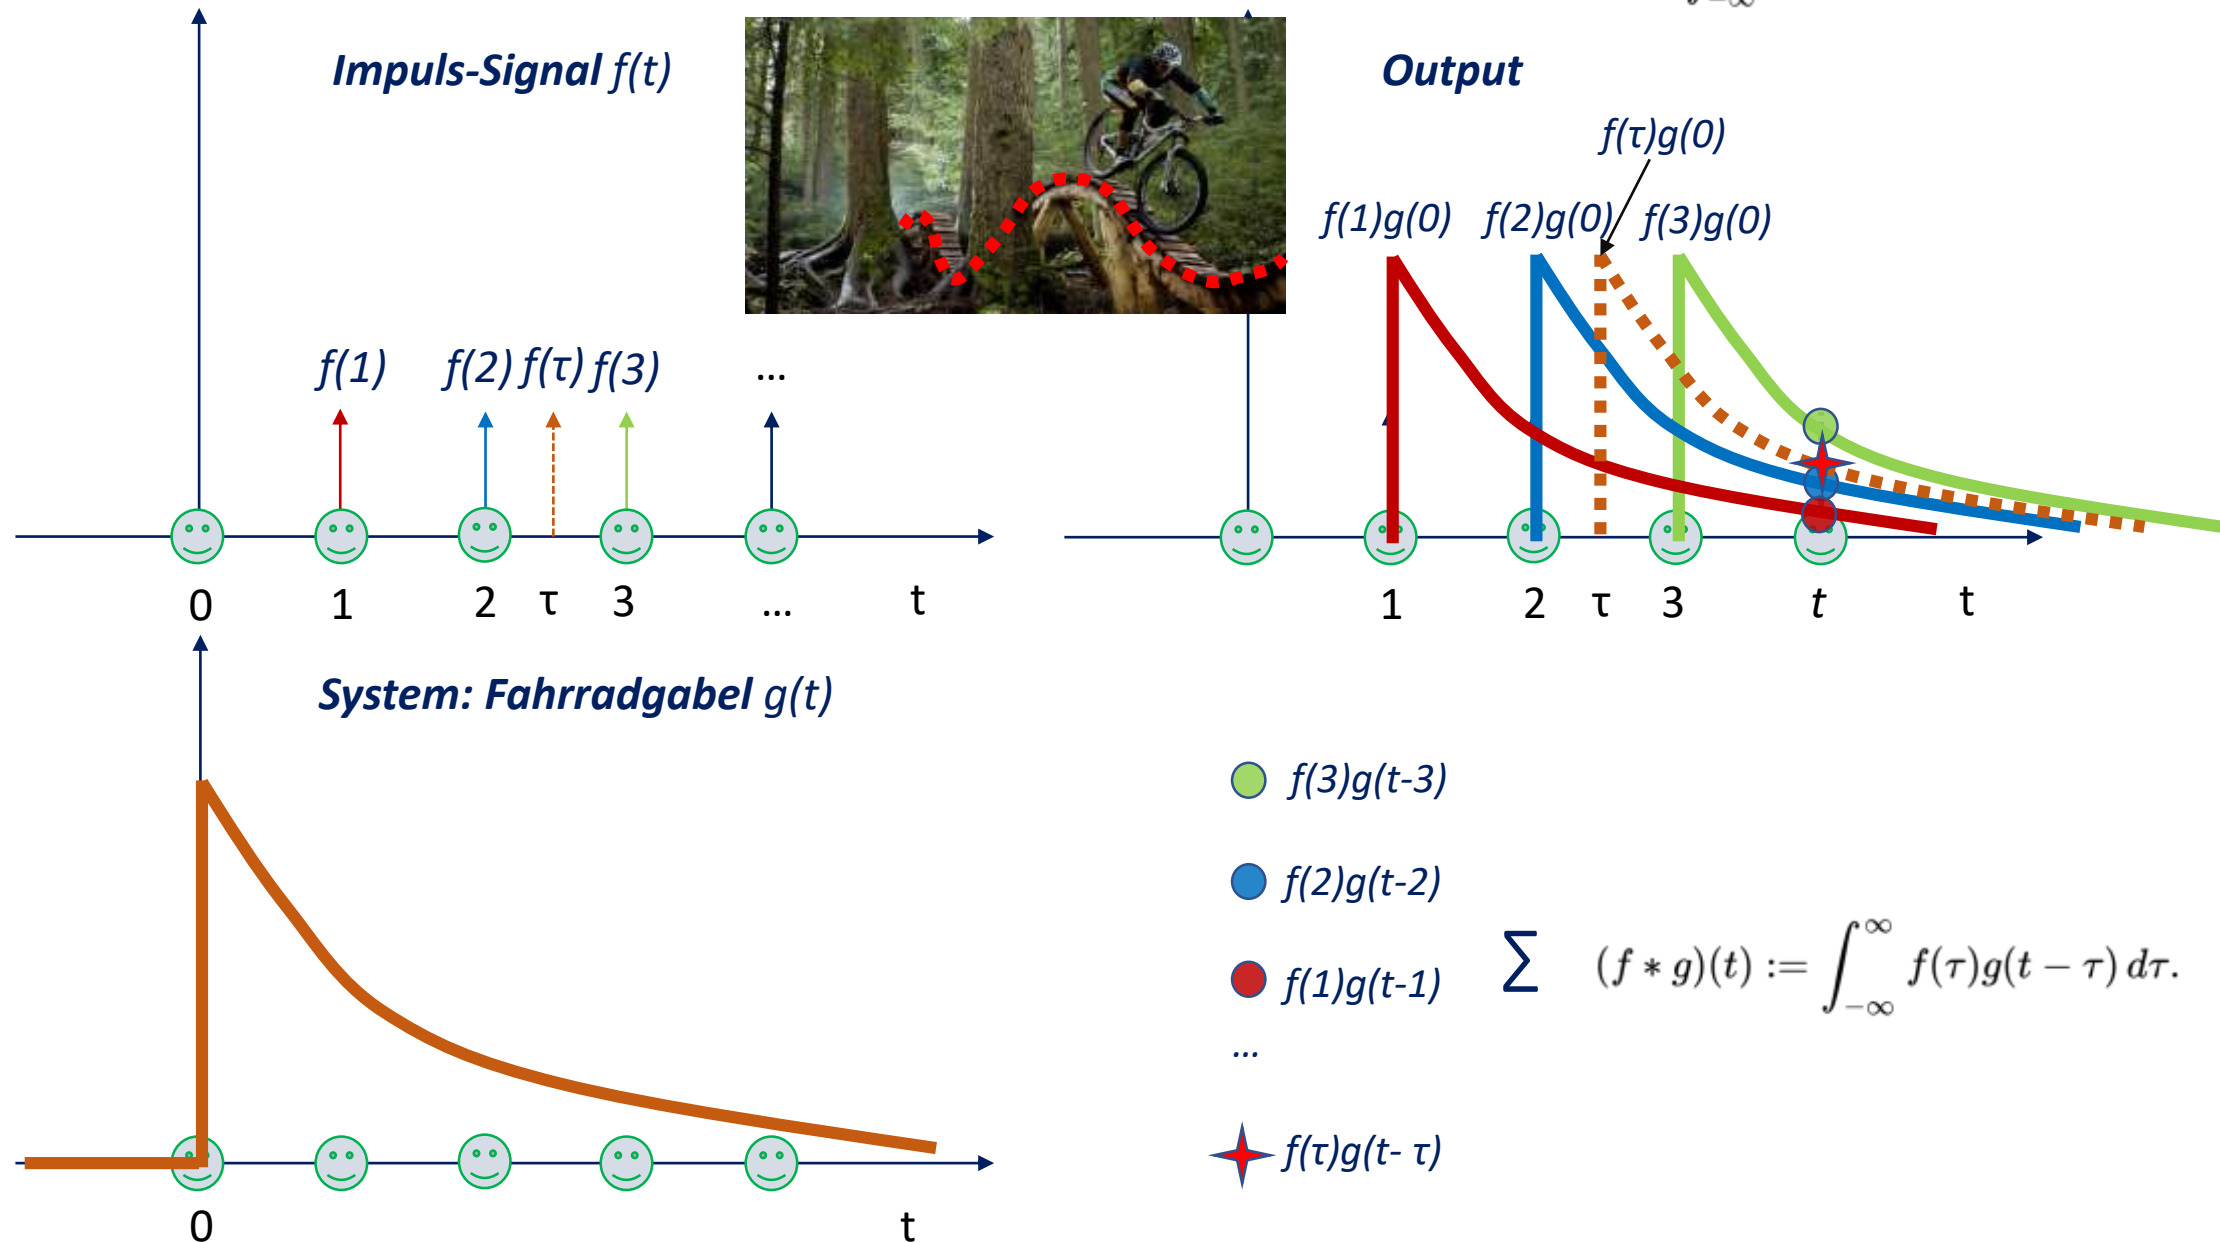 Impuls-Signal f(t)
f(1) f(2) f(τ) f(3) ...
0 1 2 τ 3 ... t
Output
f(τ)g(0)
f(1)g(0) f(2)g(0) f(3)g(0)
1 2 τ 3 t t
System: Fahrradgabel g(t)
0 t
f(3)g(t-3)
f(2)g(t-2)
f(1)g(t-1)
...
f(τ)g(t- τ)
∑ (f * g)(t) := ∫_{-∞}^{∞} f(τ)g(t − τ) dτ.